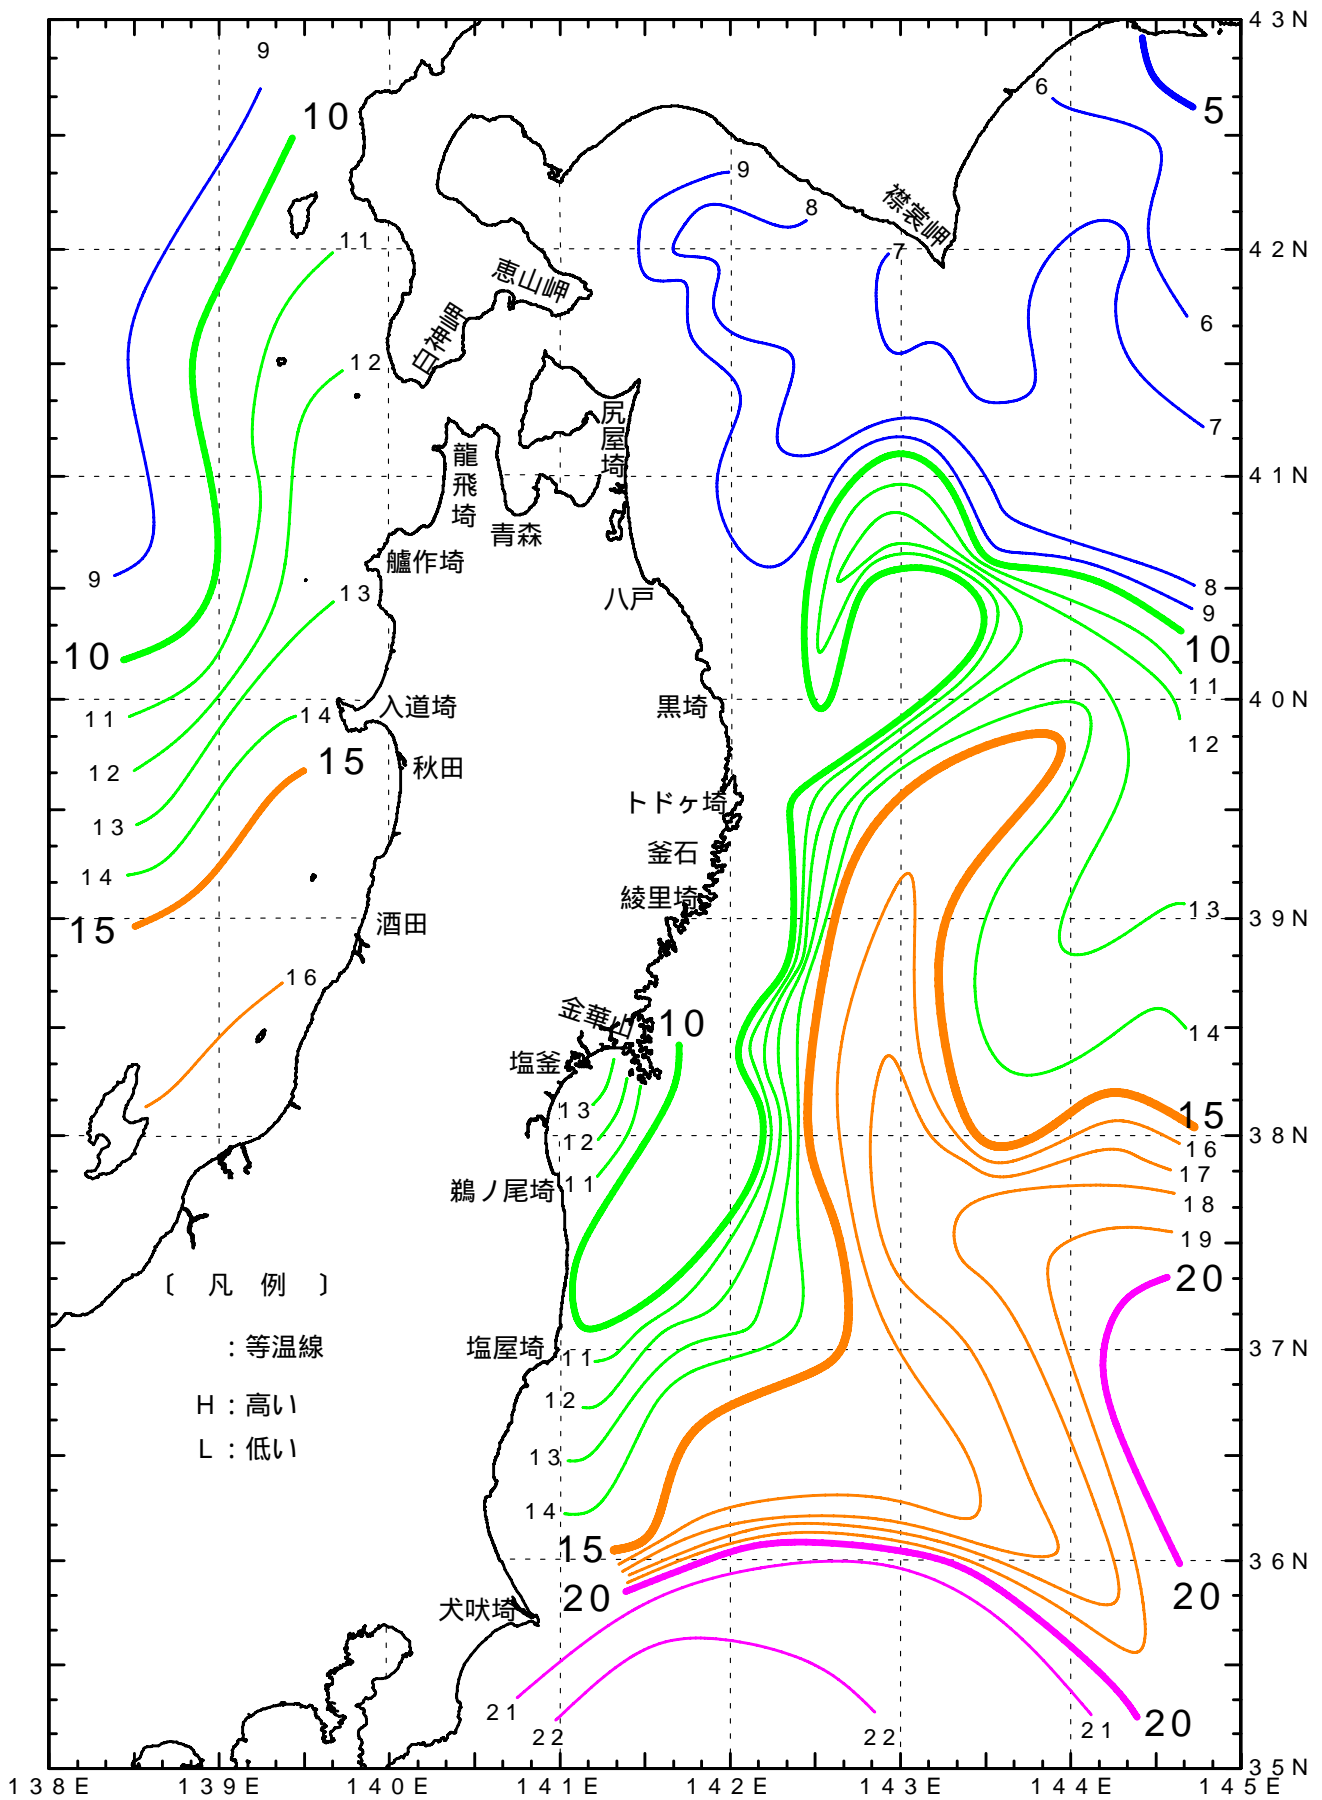 43N
9
10
5
6
9
8
襟裳岬
7
11
42N
恵山岬
白神岬
6
12
尻屋埼
7
龍飛埼
41N
青森
艫作埼
9
八戸
8
13
9
10
10
11
40N
入道埼
黒埼
14
11
12
15
秋田
12
トドヶ埼
13
釜石
14
綾里埼
13
39N
15
酒田
16
金華山
10
14
塩釜
13
15
12
38N
16
11
17
鵜ノ尾埼
18
19
20
〔 凡 例 〕
：等温線
塩屋埼
11
37N
H：高い
12
L：低い
13
14
15
36N
20
20
犬吠埼
21
22
22
21
20
35N
138E
139E
140E
141E
142E
143E
144E
145E